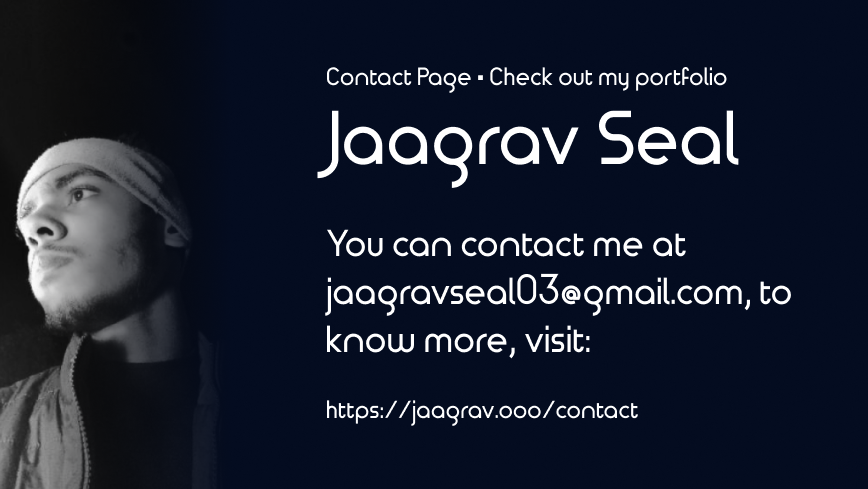 Contact Page ▪ Check out my portfolio
Jaagrav Seal
You can contact me at
jaagravseal03@gmail.com, to
know more, visit:
https://jaagrav.ooo/contact